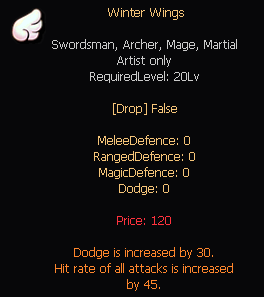 Winter Wings
Swordsman, Archer, Mage, Martial
Artist only
RequiredLevel: 20Lv
[Drop] False
MeleeDefence: 0
RangedDefence: 0
MagicDefence: 0
Dodge: 0
Price: 120
Dodge is increased by 30.
Hit rate of all attacks is increased
by 45.